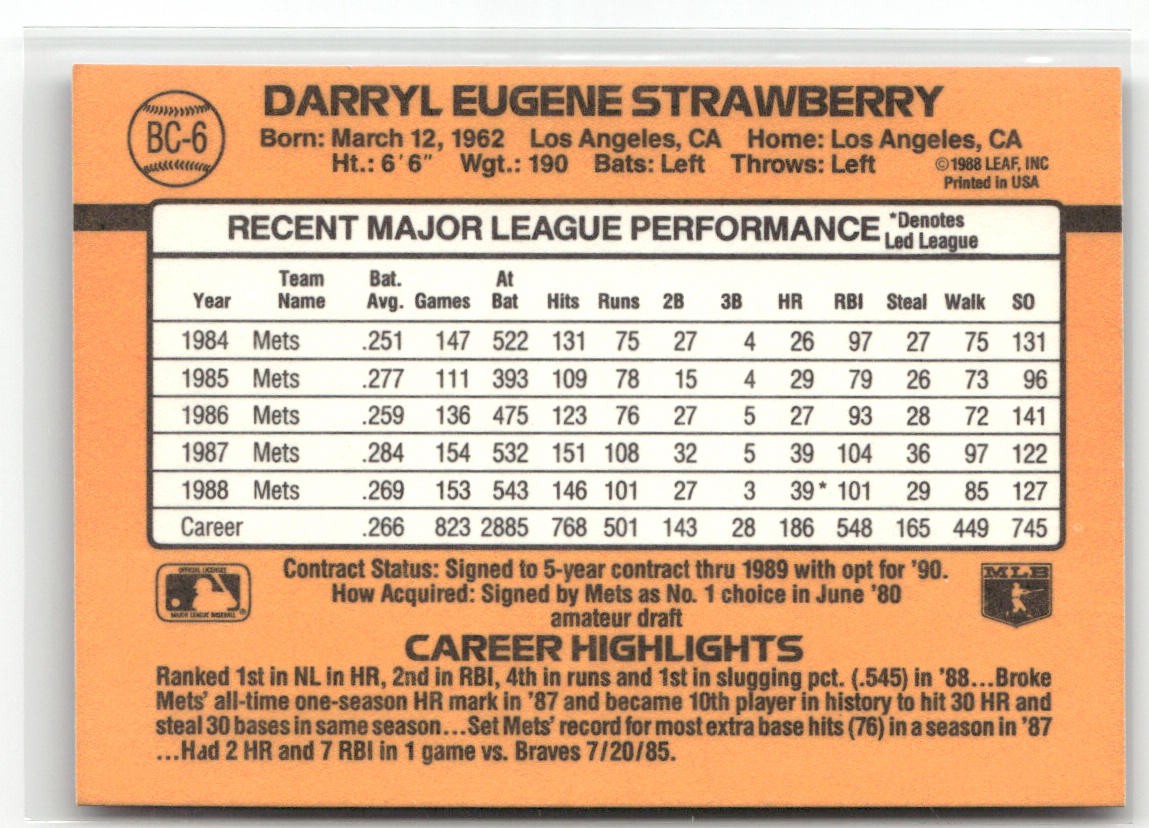 BC-6
DARRYL EUGENE STRAWBERRY
Born: March 12, 1962 Los Angeles, CA Home: Los Angeles, CA
Ht.: 6'6" Wgt.: 190 Bats: Left Throws: Left
©1988 LEAF, INC
Printed in USA
RECENT MAJOR LEAGUE PERFORMANCE
*Denotes
Led League
Year Team Name Bat. Avg. Games At Bat Hits Runs 2B 3B HR RBI Steal Walk SO
1984 Mets .251 147 522 131 75 27 4 26 97 27 75 131
1985 Mets .277 111 393 109 78 15 4 29 79 26 73 96
1986 Mets .259 136 475 123 76 27 5 27 93 28 72 141
1987 Mets .284 154 532 151 108 32 5 39 104 36 97 122
1988 Mets .269 153 543 146 101 27 3 39* 101 29 85 127
Career .266 823 2885 768 501 143 28 186 548 165 449 745
Contract Status: Signed to 5-year contract thru 1989 with opt for '90.
How Acquired: Signed by Mets as No. 1 choice in June '80
amateur draft
OFFICIAL LICENSEE
MAJOR LEAGUE BASEBALL
®
MLB
CAREER HIGHLIGHTS
Ranked 1st in NL in HR, 2nd in RBI, 4th in runs and 1st in slugging pct. (.545) in '88...Broke
Mets' all-time one-season HR mark in '87 and became 10th player in history to hit 30 HR and
steal 30 bases in same season...Set Mets' record for most extra base hits (76) in a season in '87
...Had 2 HR and 7 RBI in 1 game vs. Braves 7/20/85.